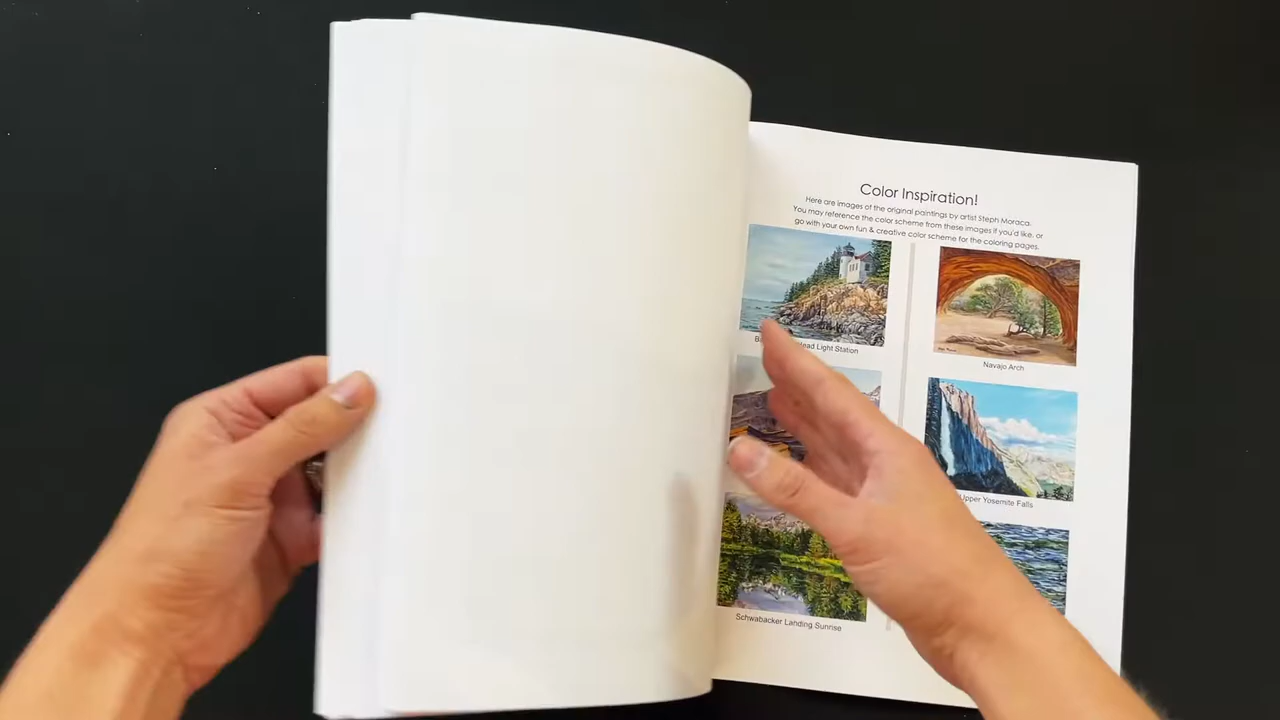 Color Inspiration!
Here are images of the original paintings by artist Steph Moraca.
You may reference the color scheme from these images if you'd like, or
go with your own fun & creative color scheme for the coloring pages.
Head Light Station
Navajo Arch
Upper Yosemite Falls
Schwabacker Landing Sunrise